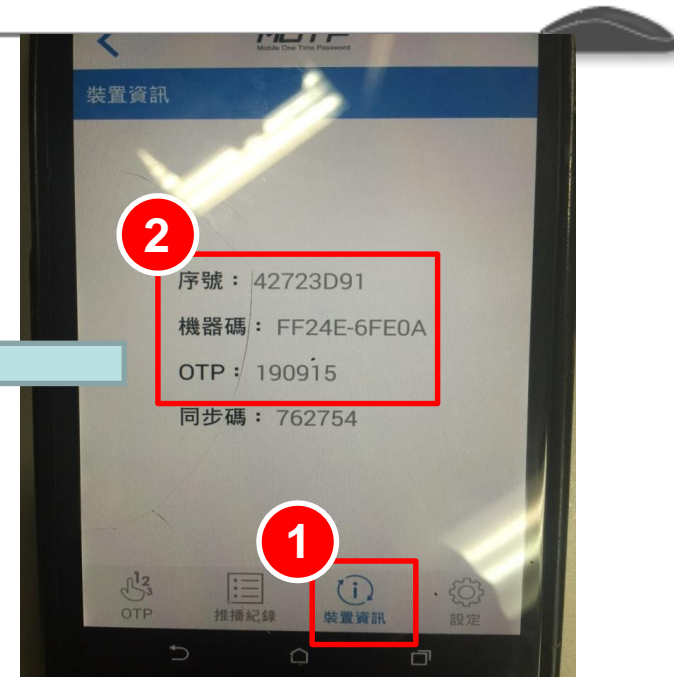 MOTP
Mobile One Time Password
裝置資訊
2
序號： 42723D91
機器碼： FF24E-6FE0A
OTP： 190915
同步碼： 762754
1
OTP
推播紀錄
裝置資訊
設定